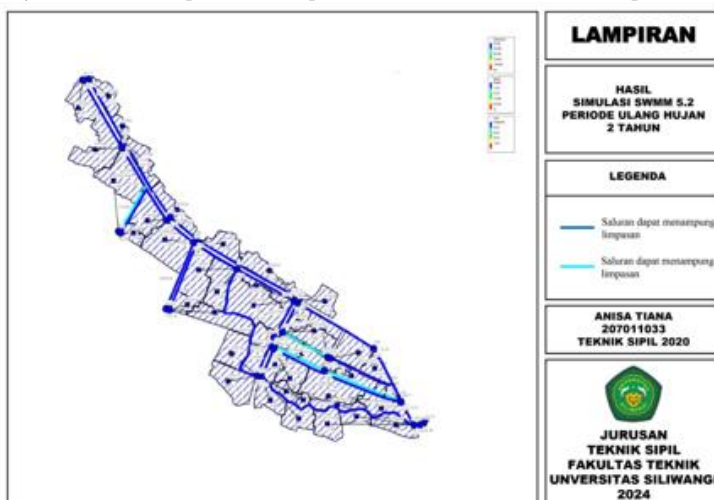 LAMPIRAN
HASIL
SIMULASI SWMM 5.2
PERIODE ULANG HUJAN
2 TAHUN
LEGENDA
Saluran dapat menampung
limpasan
Saluran dapat menampung
limpasan
ANISA TIANA
207011033
TEKNIK SIPIL 2020
JURUSAN
TEKNIK SIPIL
FAKULTAS TEKNIK
UNVERSITAS SILIWANGI
2024